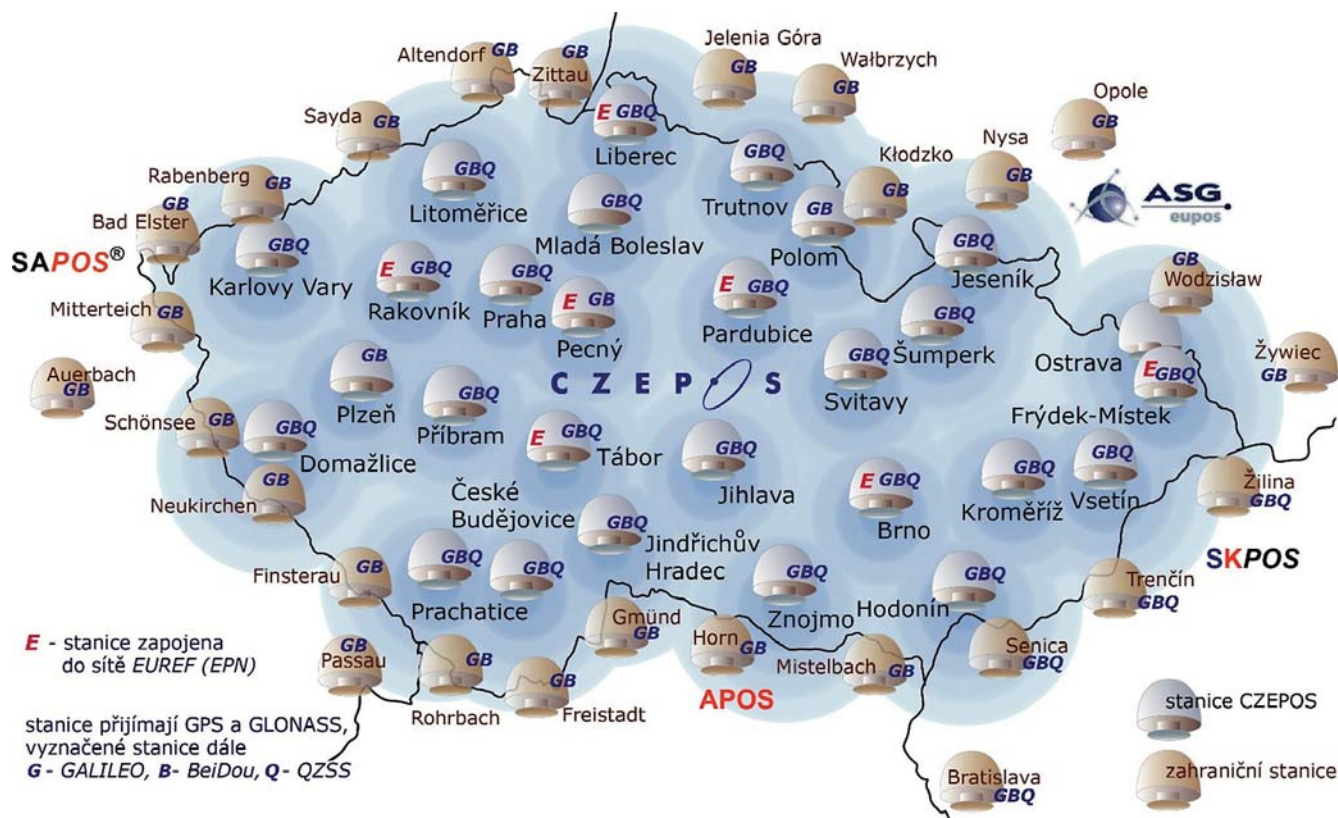 Altendorf GB
GB
Zittau
Jelenia Góra
GB
Wałbrzych
GB
Opole
GB
Sayda
GB
E GBQ
Liberec
GBQ
Litoměřice
GBQ
Mladá Boleslav
GBQ
Trutnov
Kłodzko
GB
Nysa
GB
ASG
eupos
Rabenberg
GB
GB
Bad Elster
SAPOS®
GBQ
Karlovy Vary
E GBQ
Rakovník
GBQ
Praha
E GB
Pecný
E GBQ
Pardubice
GB
Polom
GBQ
Jeseník
GB
Wodzisław
Mitterteich
GB
GBQ
Šumperk
Ostrava
E GBQ
Frýdek-Místek
Żywiec
GB
Auerbach
GB
GB
Plzeň
GBQ
Příbram
CZEPOS
GBQ
Svitavy
Schönsee
GB
GBQ
Domažlice
E GBQ
Tábor
GBQ
Jihlava
E GBQ
Brno
GBQ
Kroměříž
GBQ
Vsetín
Žilina
GBQ
Neukirchen
GB
České
Budějovice
GBQ
Jindřichův
Hradec
SKPOS
Finsterau
GB
GBQ
Prachatice
GBQ
GBQ
Znojmo
Hodonín
GBQ
Trenčín
GBQ
Gmünd
GB
Horn
GB
APOS
Mistelbach
GB
Senica
GBQ
GB
Passau
GB
Rohrbach
GB
Freistadt
Bratislava
GBQ
E - stanice zapojena
do sítě EUREF (EPN)
stanice přijímají GPS a GLONASS,
vyznačené stanice dále
G - GALILEO, B- BeiDou, Q - QZSS
stanice CZEPOS
zahraniční stanice